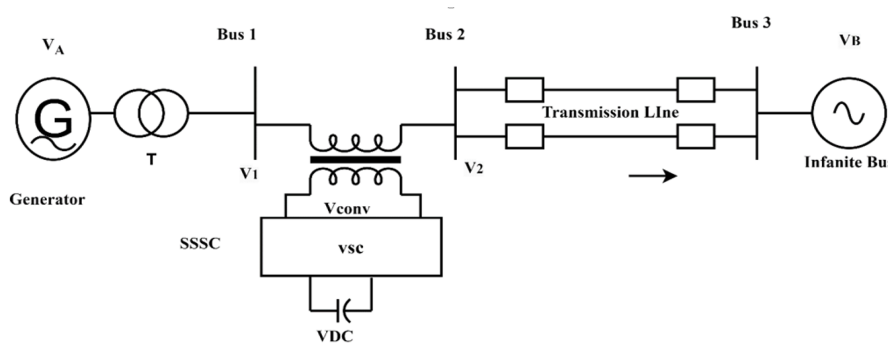 VA
Bus 1
Bus 2
Bus 3
VB
G
T
Transmission LIne
V1
V2
Infanite Bu
Generator
Vconv
SSSC
vsc
VDC